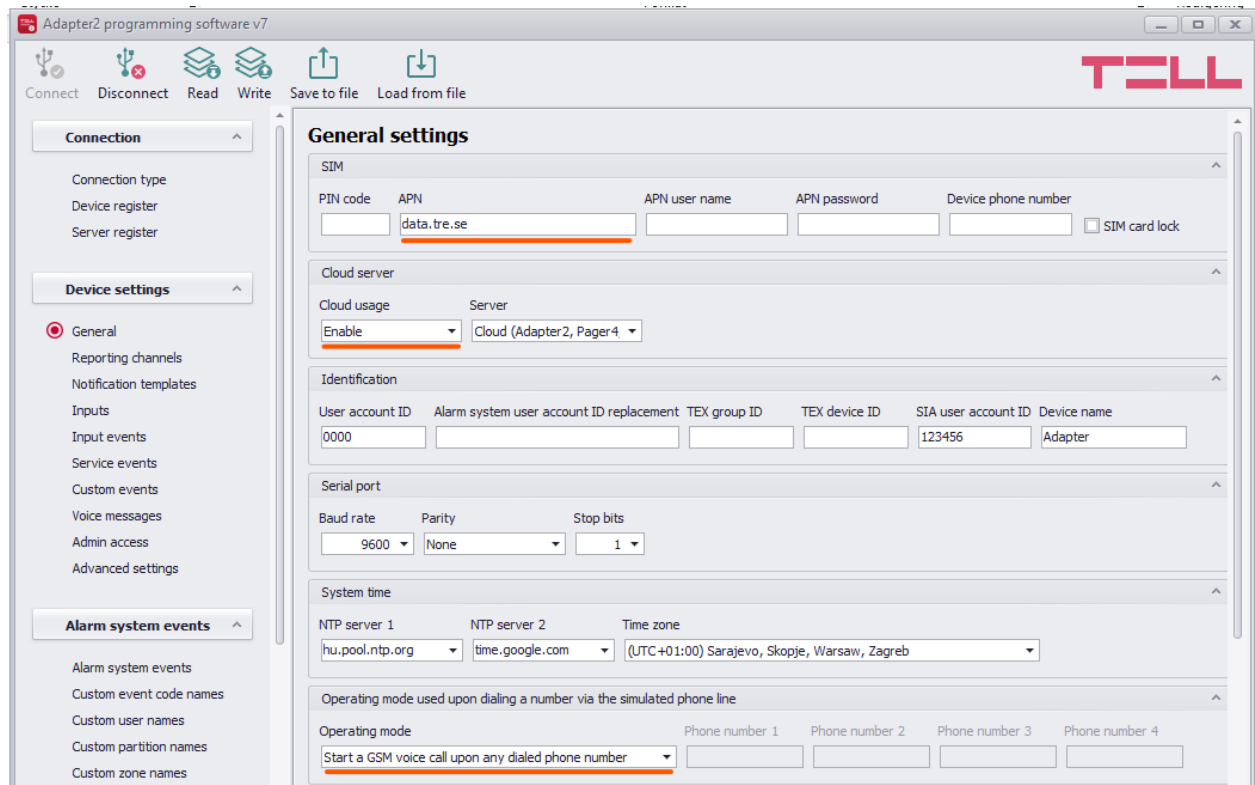 Adapter2 programming software v7
Connect Disconnect Read Write Save to file Load from file
TELL
Connection
Connection type
Device register
Server register
Device settings
General
Reporting channels
Notification templates
Inputs
Input events
Service events
Custom events
Voice messages
Admin access
Advanced settings
Alarm system events
Alarm system events
Custom event code names
Custom user names
Custom partition names
Custom zone names
General settings
SIM
PIN code APN APN user name APN password Device phone number
data.tre.se SIM card lock
Cloud server
Cloud usage Server
Enable Cloud (Adapter2, Pager4,
Identification
User account ID Alarm system user account ID replacement TEX group ID TEX device ID SIA user account ID Device name
0000 123456 Adapter
Serial port
Baud rate Parity Stop bits
9600 None 1
System time
NTP server 1 NTP server 2 Time zone
hu.pool.ntp.org time.google.com (UTC+01:00) Sarajevo, Skopje, Warsaw, Zagreb
Operating mode used upon dialing a number via the simulated phone line
Operating mode Phone number 1 Phone number 2 Phone number 3 Phone number 4
Start a GSM voice call upon any dialed phone number